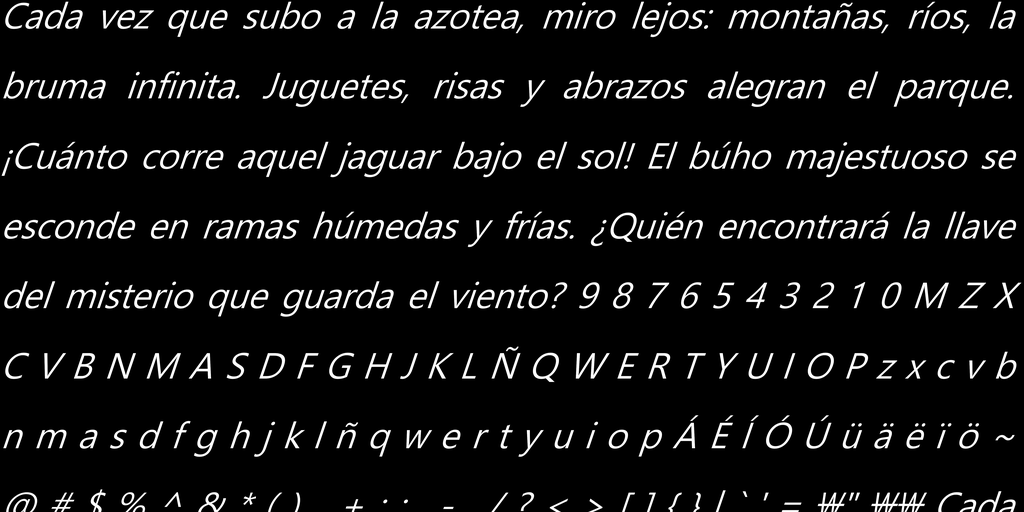 Cada vez que subo a la azotea, miro lejos: montañas, ríos, la
bruma infinita. Juguetes, risas y abrazos alegran el parque.
¡Cuánto corre aquel jaguar bajo el sol! El búho majestuoso se
esconde en ramas húmedas y frías. ¿Quién encontrará la llave
del misterio que guarda el viento? 9 8 7 6 5 4 3 2 1 0 M Z X
C V B N M A S D F G H J K L Ñ Q W E R T Y U I O P z x c v b
n m a s d f g h j k l ñ q w e r t y u i o p Á É Í Ó Ú ü ä ë ï ö ~
@ # $ % ^ & * ( ) _ + : ; , . - _ / ? < > [ ] { } | ` ' = ₩" ₩₩ Cada